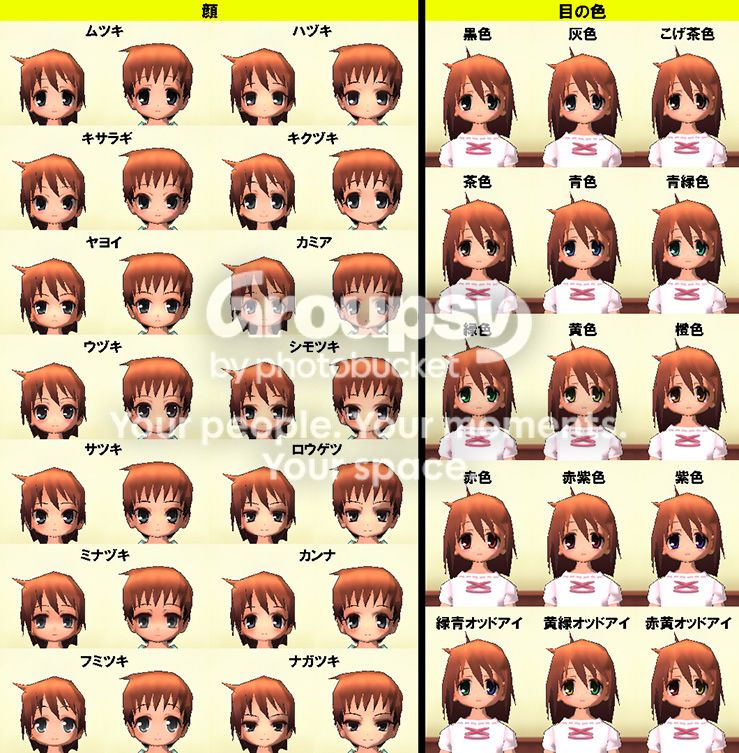 顔
ムツキ ハヅキ
キサラギ キクヅキ
ヤヨイ カミア
ウヅキ シモツキ
サツキ ロウゲツ
ミナヅキ カンナ
フミツキ ナガツキ
目の色
黒色 灰色 こげ茶色
茶色 青色 青緑色
緑色 黄色 橙色
赤色 赤紫色 紫色
緑青オッドアイ 黄緑オッドアイ 赤黄オッドアイ
Groupsy
by photobucket
Your people. Your moments.
Your space.